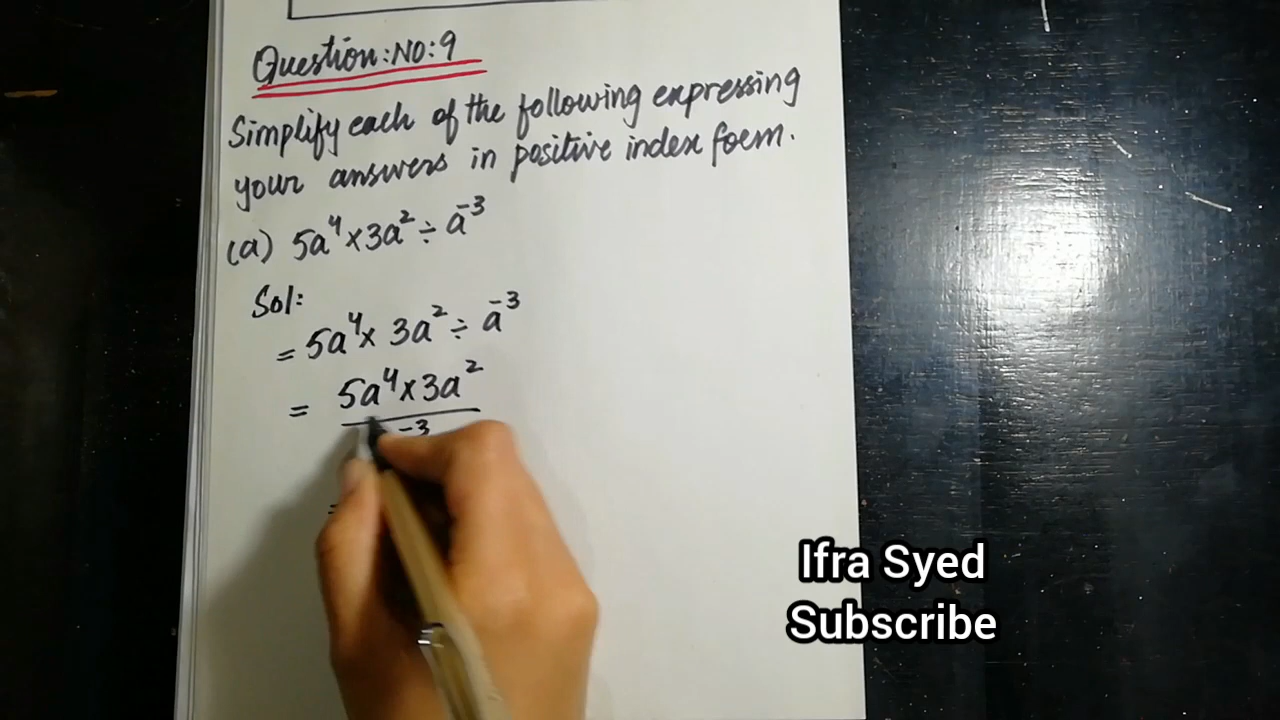 Question:No:9
Simplify each of the following expressing
your answers in positive index form.
(a) 5a⁴×3a²÷a⁻³
Sol:
= 5a⁴× 3a²÷ a⁻³
= 5a⁴×3a²
⁻³
=
Ifra Syed
Subscribe